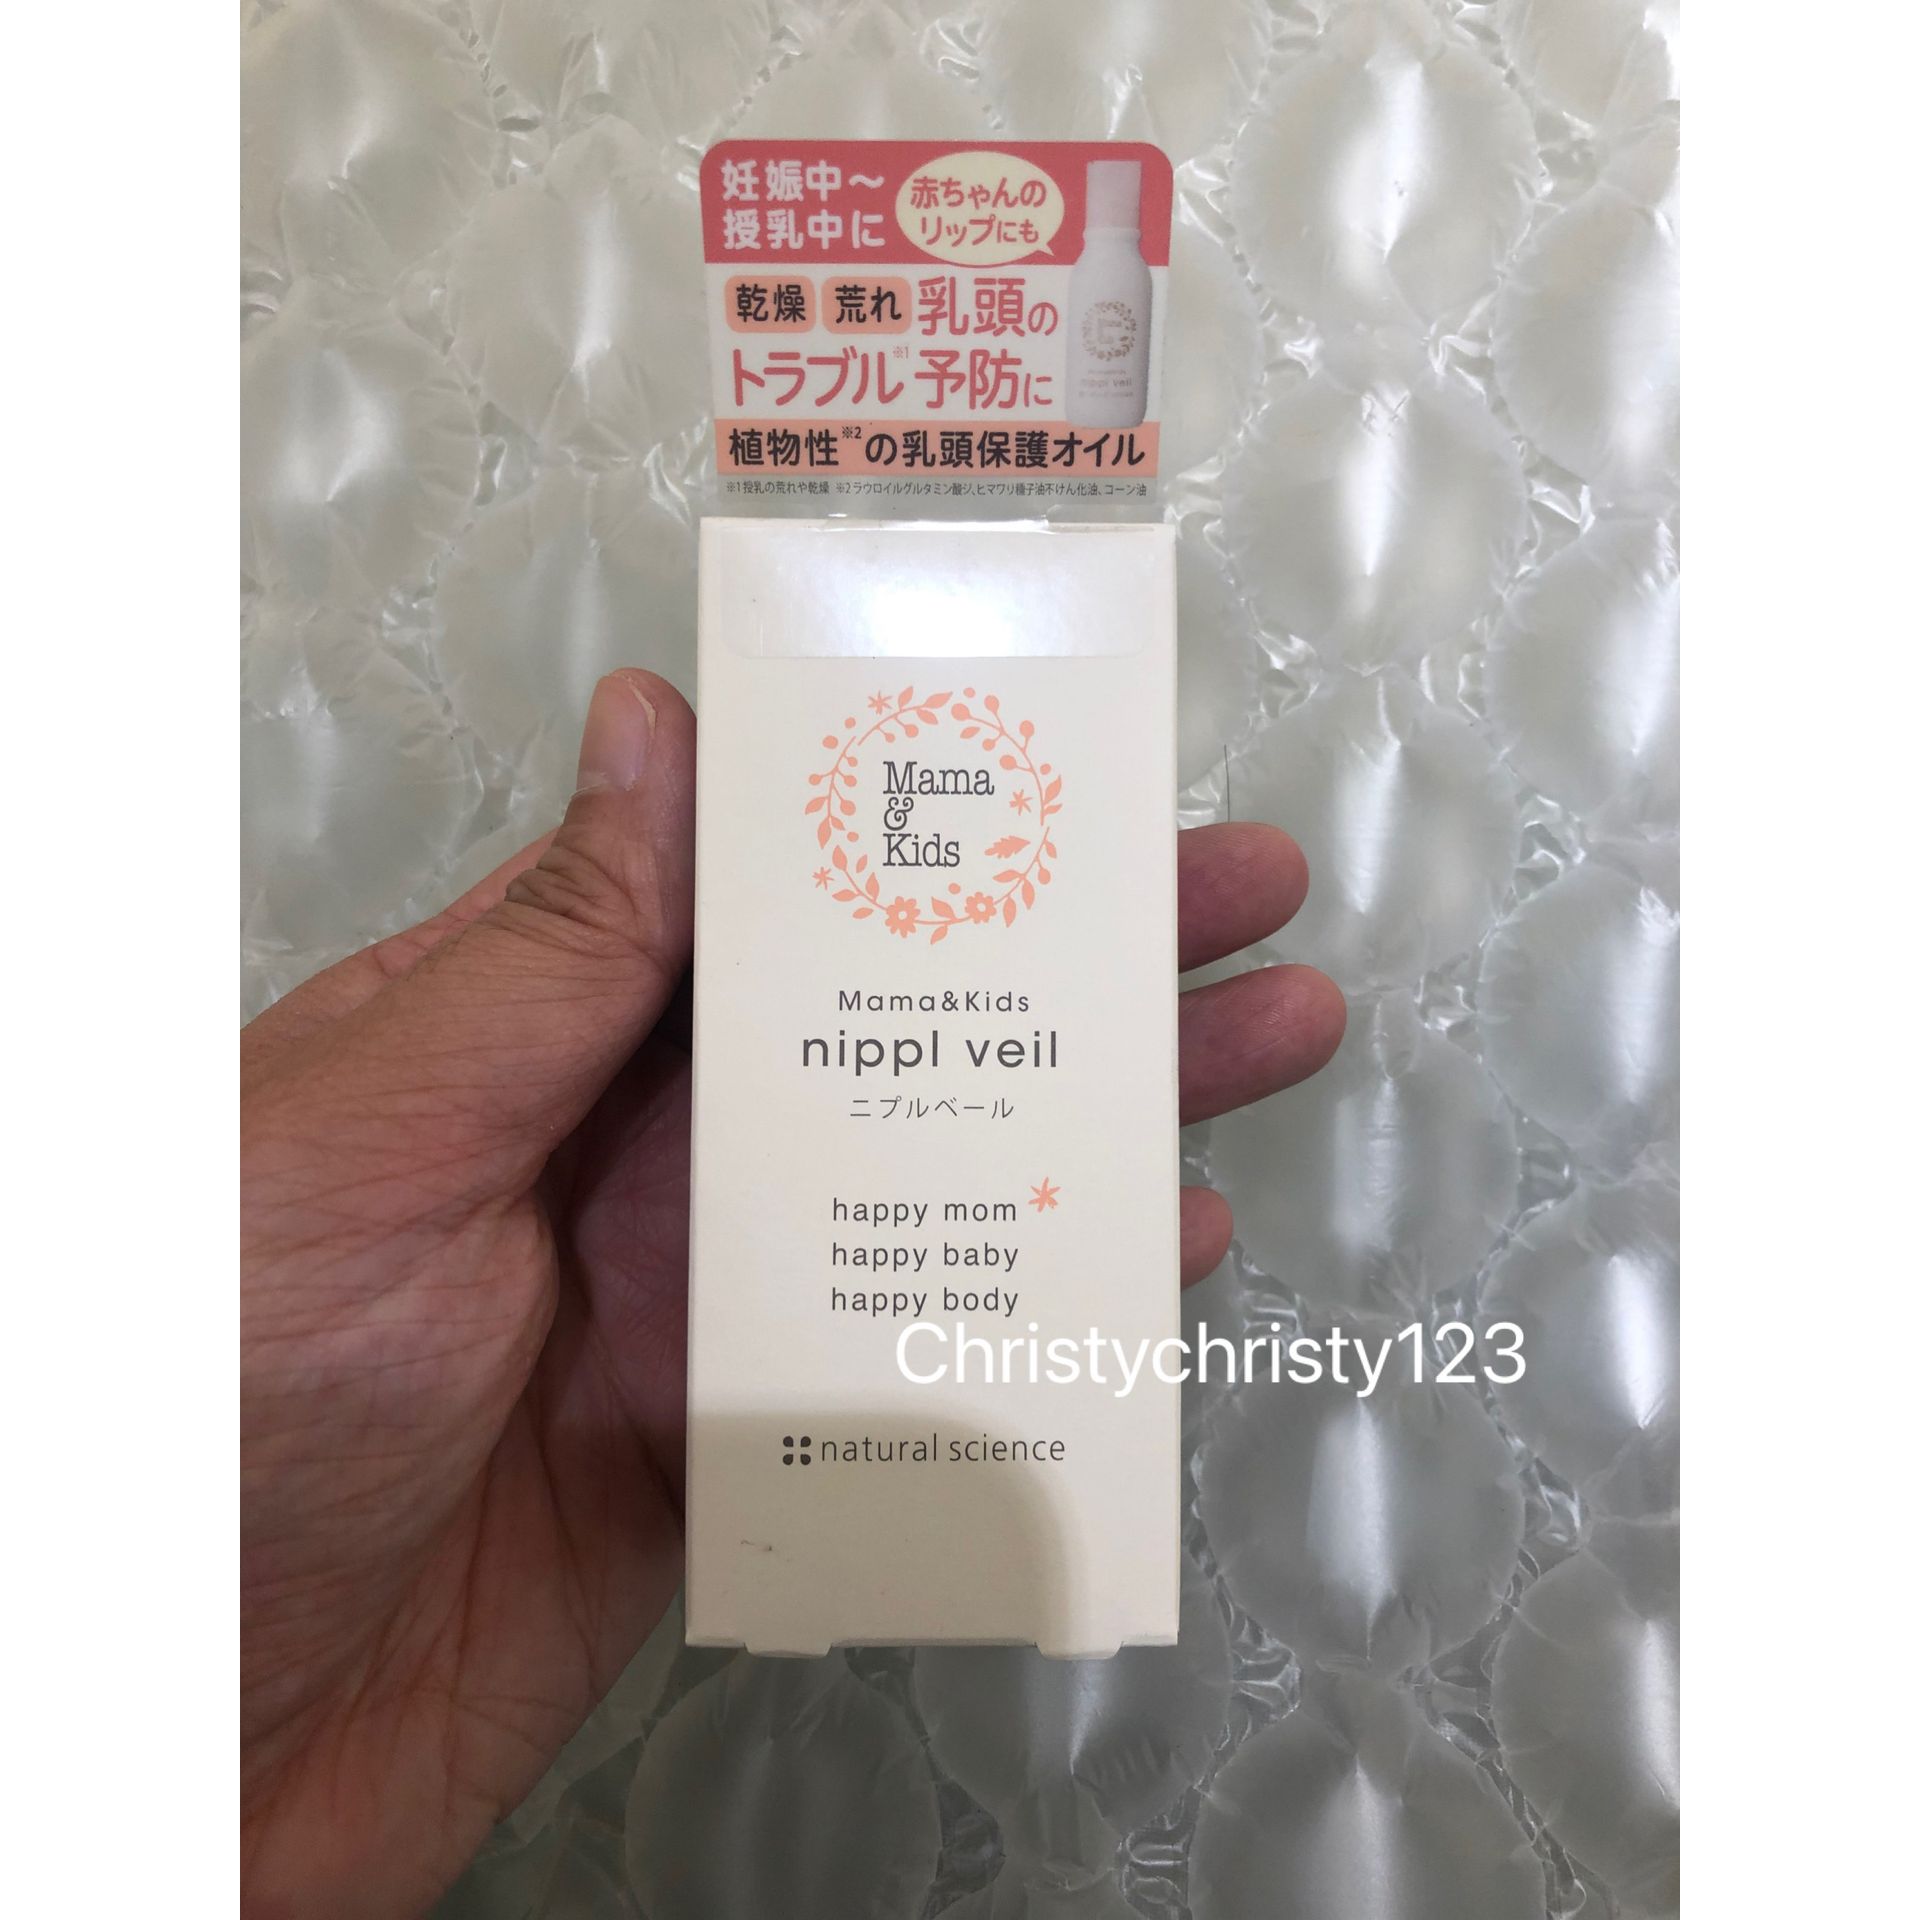 妊娠中～
授乳中に
赤ちゃんの
リップにも
乾燥 荒れ 乳頭の
トラブル※1予防に
植物性※2の乳頭保護オイル
※1授乳の荒れや乾燥 ※2ラウロイルグルタミン酸ジ、ヒマワリ種子油不けん化油、コーン油
nippl veil
Mama
&
Kids
Mama&Kids
nippl veil
ニプルベール
happy mom
happy baby
happy body
Christychristy123
natural science